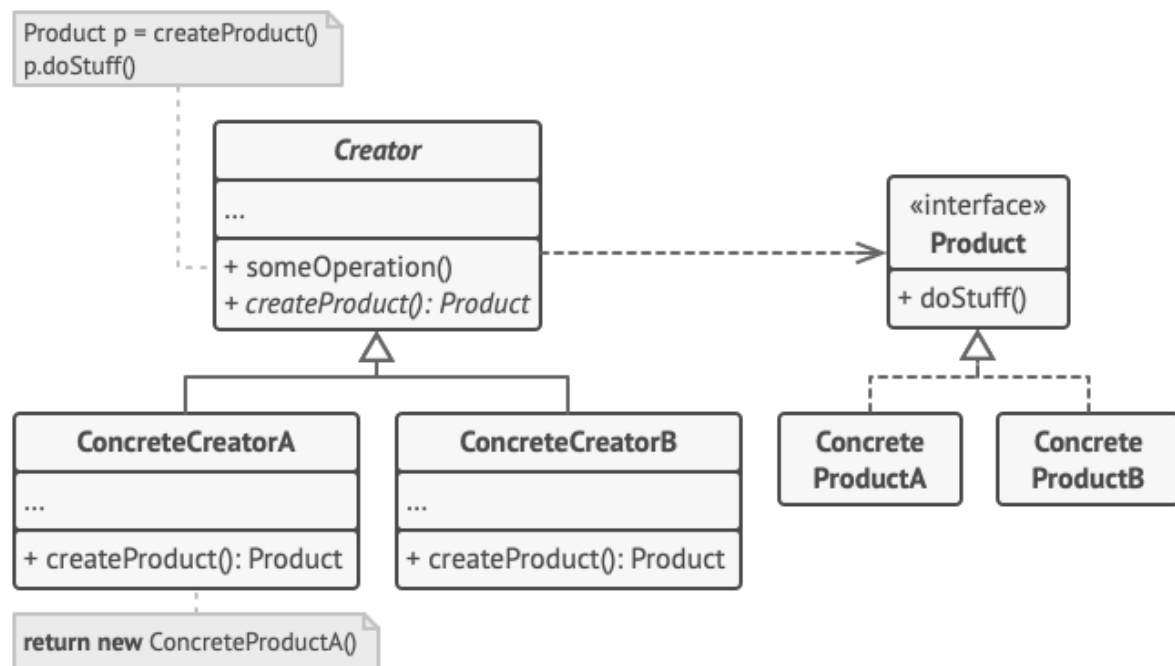 Product p = createProduct()
p.doStuff()
Creator
...
+ someOperation()
+ createProduct(): Product
«interface»
Product
+ doStuff()
ConcreteCreatorA
...
+ createProduct(): Product
ConcreteCreatorB
...
+ createProduct(): Product
Concrete
ProductA
Concrete
ProductB
return new ConcreteProductA()